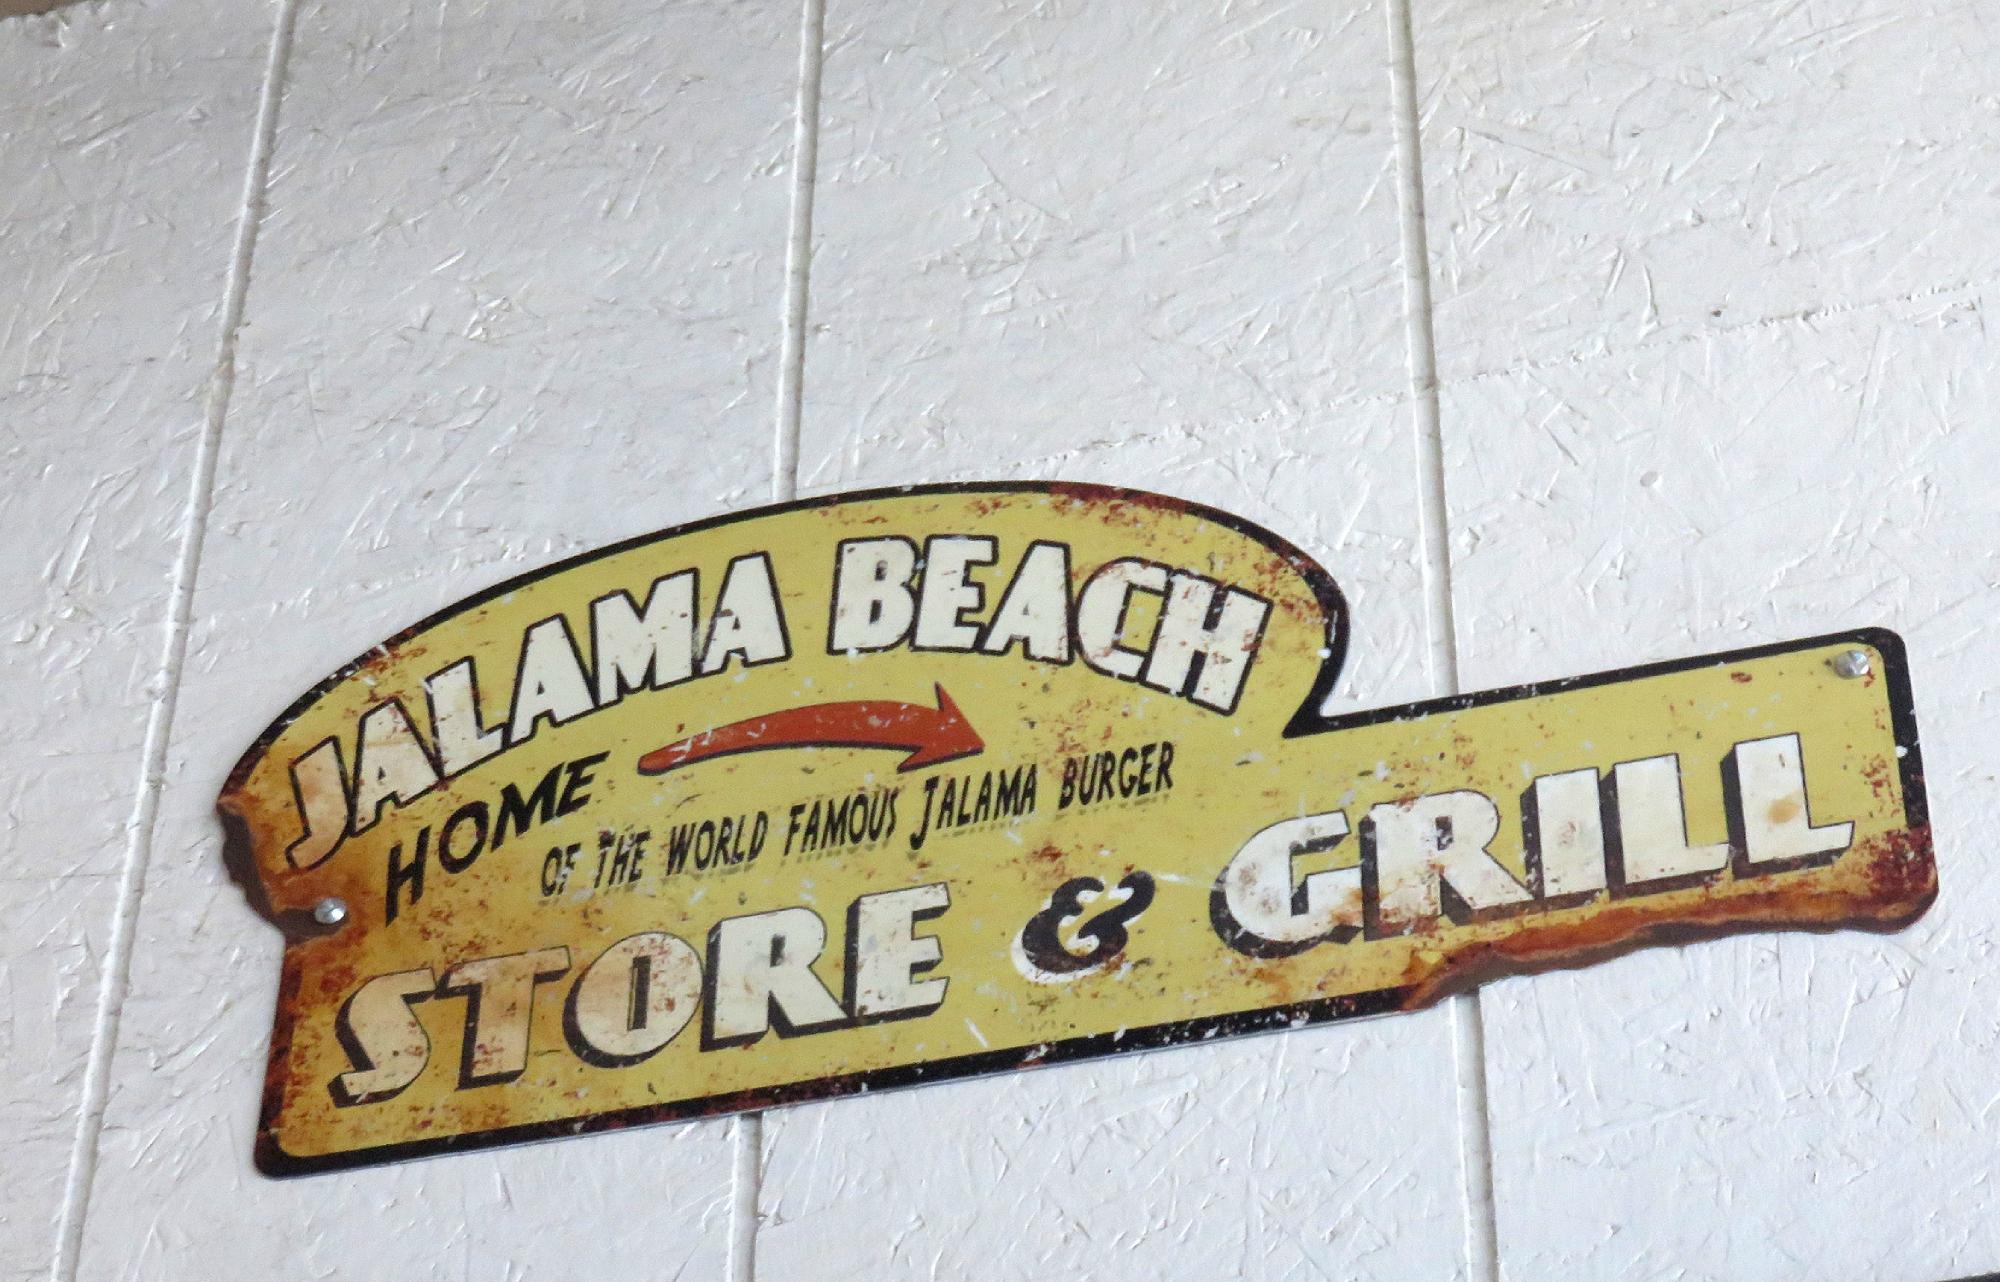 JALAMA BEACH
HOME
OF THE WORLD FAMOUS JALAMA BURGER
STORE & GRILL